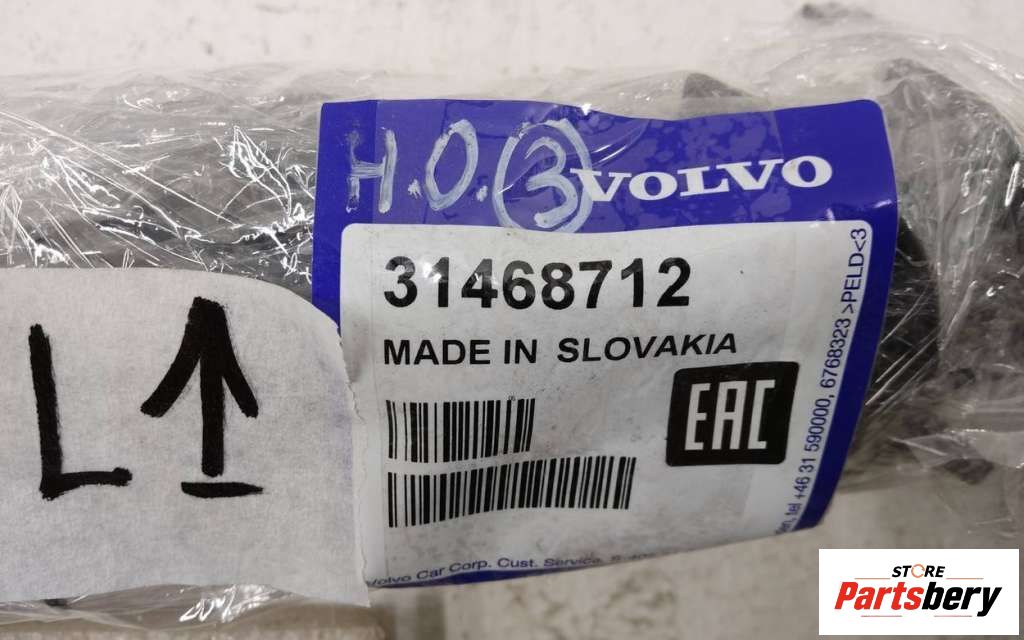 H.O. 3 VOLVO
31468712
MADE IN SLOVAKIA
EAC
Volvo Car Corp. Cust. Service.
tel +46 31 590000, 6768323 >PELD<3
L ↑
STORE
Partsbery